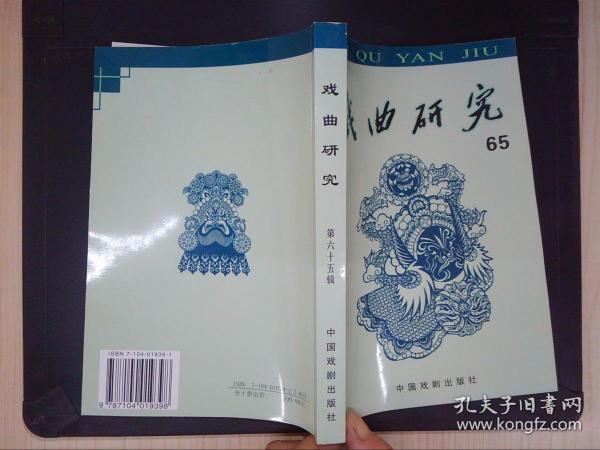 戏曲研究
第六十五辑
中国戏剧出版社
QU YAN JIU
曲研究
65
中国戏剧出版社
ISBN 7-104-01939-1
9 787104 019398
孔夫子旧书网
www.kongfz.com